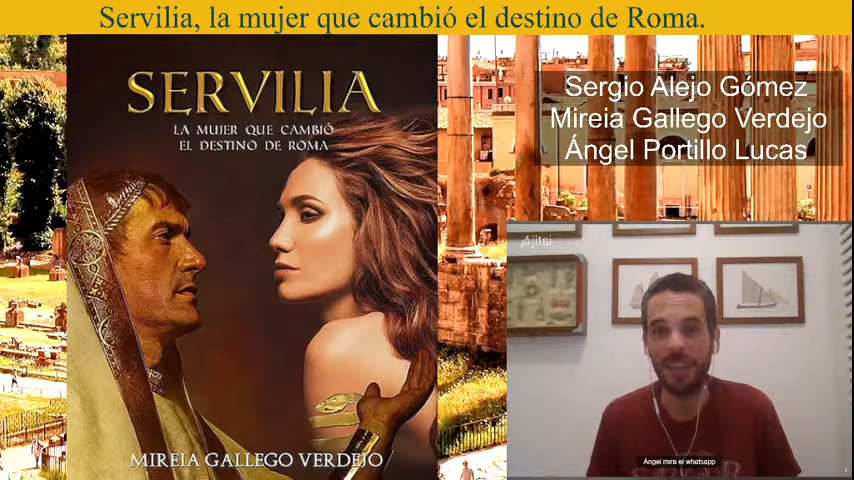 Servilia, la mujer que cambió el destino de Roma.
SERVILIA
LA MUJER QUE CAMBIÓ
EL DESTINO DE ROMA
MIREIA GALLEGO VERDEJO
Sergio Alejo Gómez
Mireia Gallego Verdejo
Ángel Portillo Lucas
jitsi
Ángel mira el whatsapp